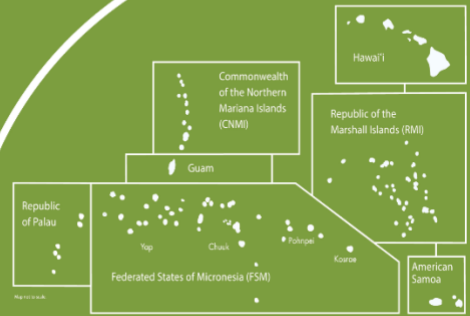 Hawai'i
Commonwealth
of the Northern
Mariana Islands
(CNMI)
Republic of the
Marshall Islands (RMI)
Guam
Republic
of Palau
Yap
Chuuk
Pohnpei
Kosrae
Federated States of Micronesia (FSM)
American
Samoa